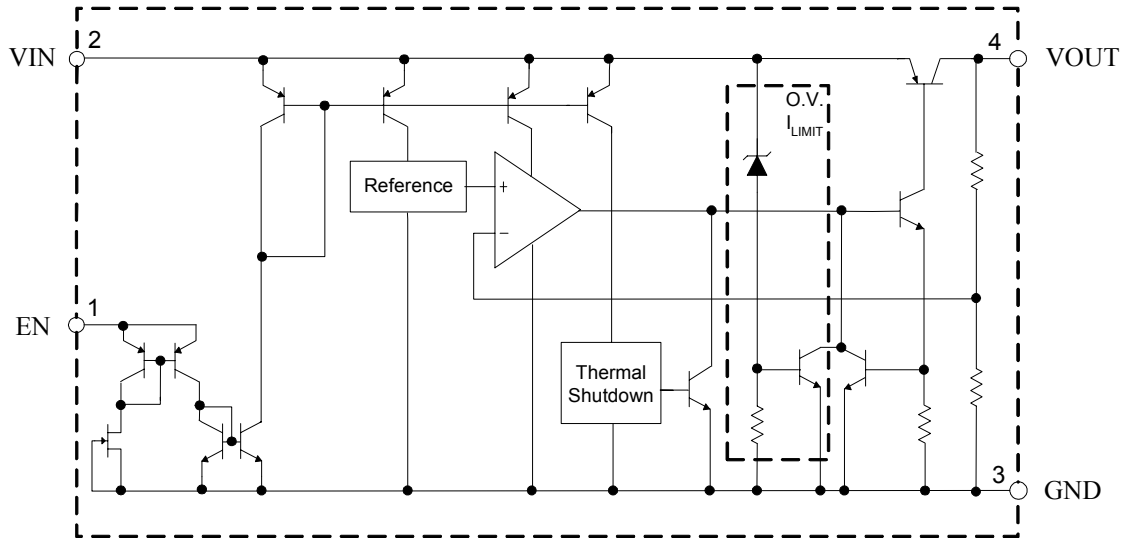 VIN
2
4
VOUT
O.V.
ILIMIT
Reference
+
−
1
EN
Thermal
Shutdown
3
GND